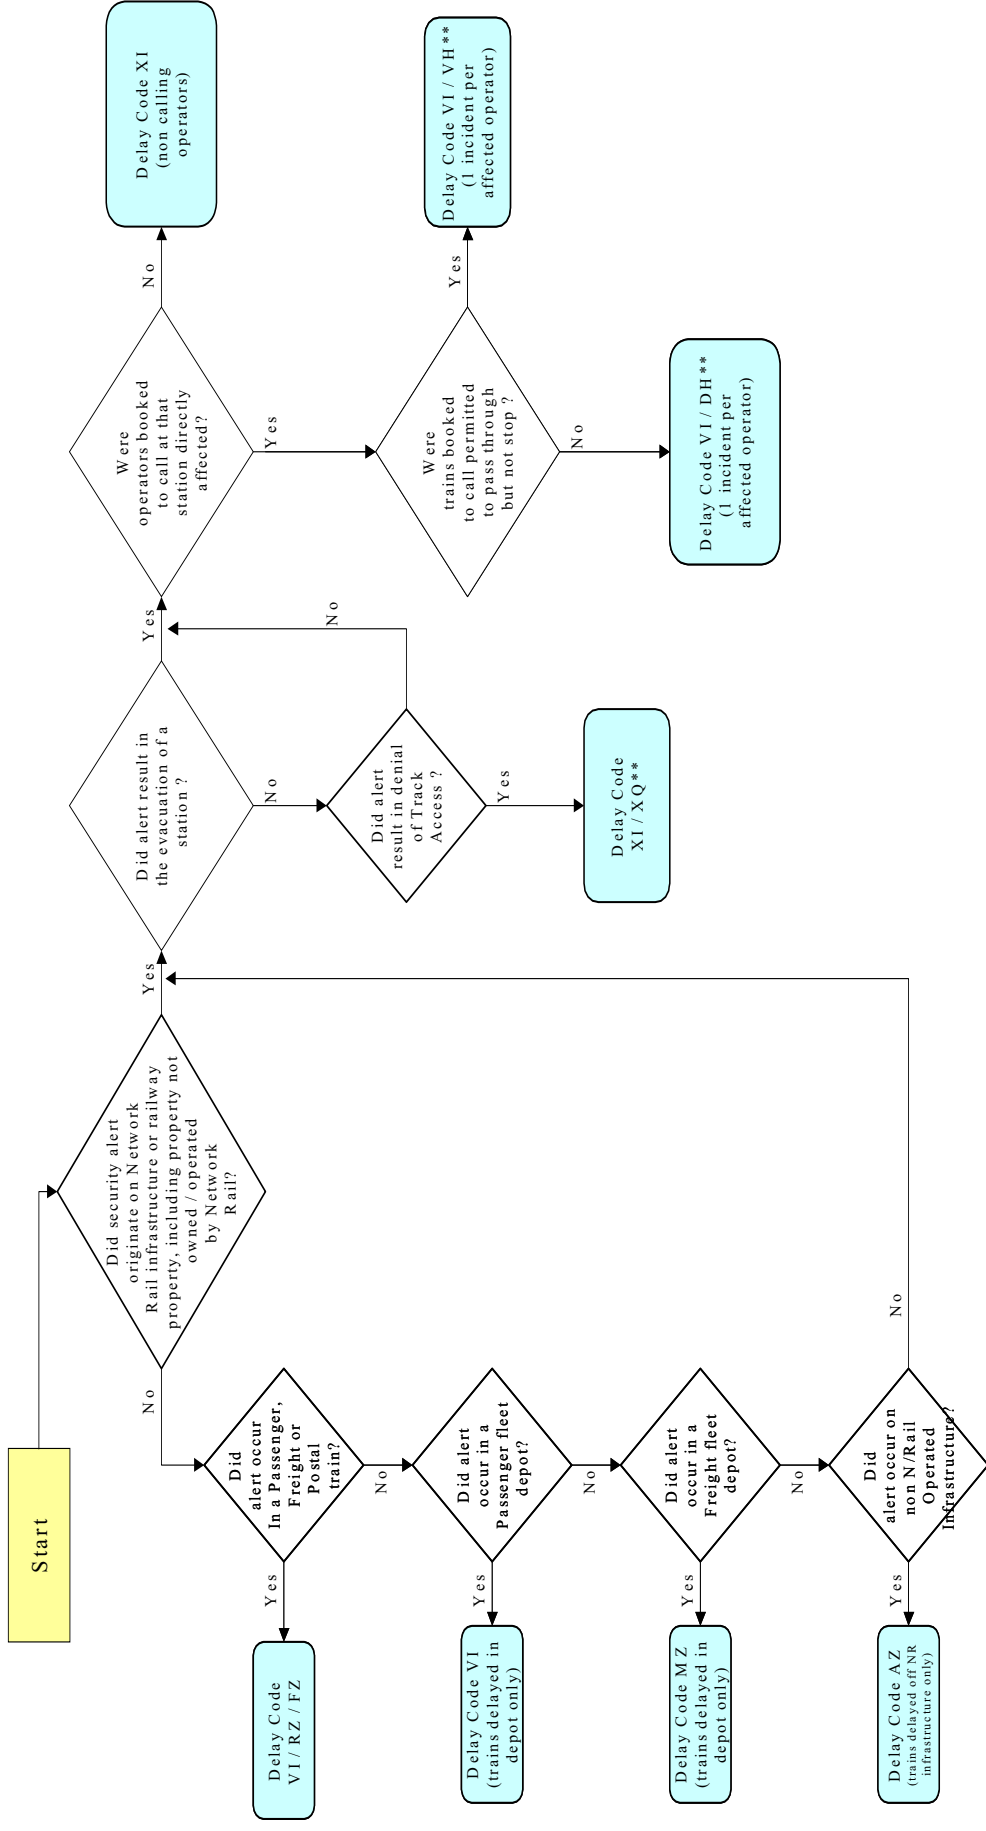 Start
Did security alert
originate on Network
Rail infrastructure or railway
property, including property not
owned / operated
by Network
Rail?
Yes
No
Did alert result in
the evacuation of a
station ?
Yes
No
Were
operators booked
to call at that
station directly
affected?
No
Yes
Delay Code XI
(non calling
operators)
Did
alert occur
In a Passenger,
Freight or
Postal
train?
Yes
No
Delay Code
VI / RZ / FZ
Did alert
result in denial
of Track
Access ?
No
Yes
Delay Code
XI / XQ**
Were
trains booked
to call permitted
to pass through
but not stop ?
Yes
No
Delay Code VI / VH**
(1 incident per
affected operator)
Delay Code VI / DH**
(1 incident per
affected operator)
Did alert
occur in a
Passenger fleet
depot?
Yes
No
Delay Code VI
(trains delayed in
depot only)
Did alert
occur in a
Freight fleet
depot?
Yes
No
Delay Code MZ
(trains delayed in
depot only)
Did
alert occur on
non N/Rail
Operated
Infrastructure?
Yes
No
Delay Code AZ
(trains delayed off NR
infrastructure only)